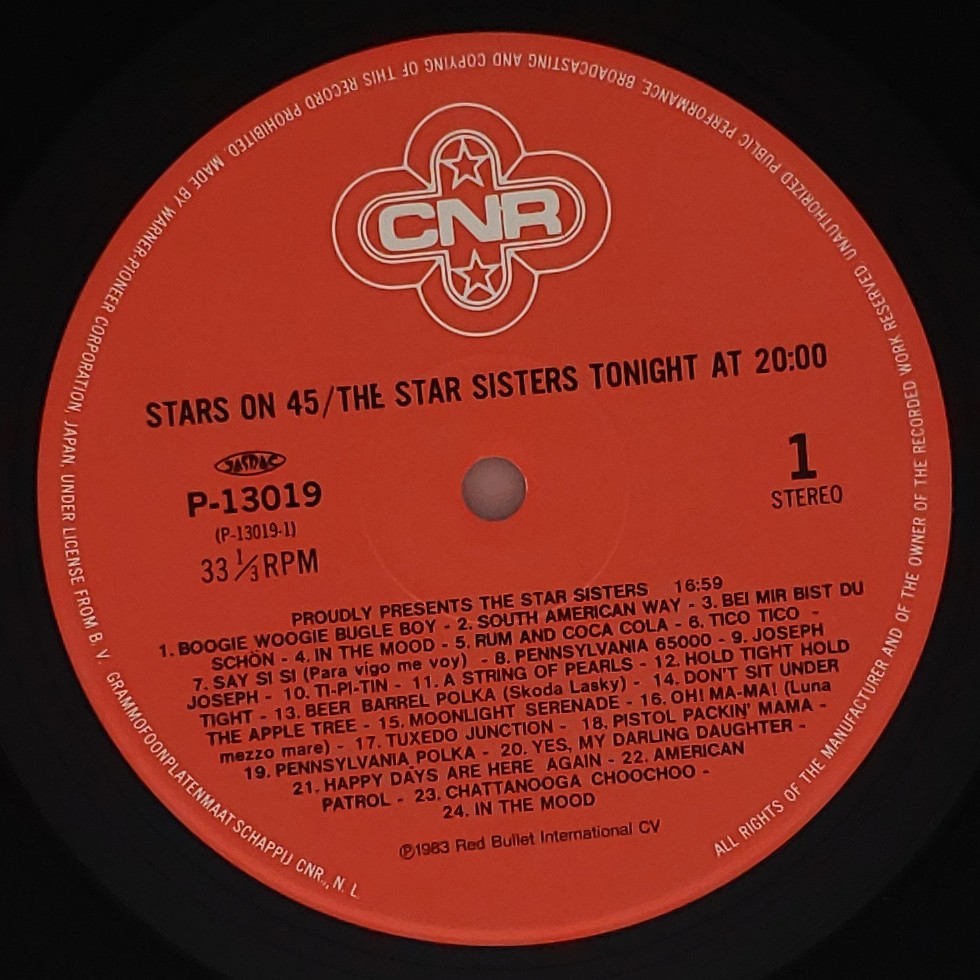 CNR
STARS ON 45/THE STAR SISTERS TONIGHT AT 20:00
JASRAC
P-13019
(P-13019-1)
33 1/3 RPM
1
STEREO
PROUDLY PRESENTS THE STAR SISTERS 16:59
1. BOOGIE WOOGIE BUGLE BOY - 2. SOUTH AMERICAN WAY - 3. BEI MIR BIST DU
SCHÖN - 4. IN THE MOOD - 5. RUM AND COCA COLA - 6. TICO TICO -
7. SAY SI SI (Para vigo me voy) - 8. PENNSYLVANIA 65000 - 9. JOSEPH
JOSEPH - 10. TI-PI-TIN - 11. A STRING OF PEARLS - 12. HOLD TIGHT HOLD
TIGHT - 13. BEER BARREL POLKA (Skoda Lasky) - 14. DON'T SIT UNDER
THE APPLE TREE - 15. MOONLIGHT SERENADE - 16. OH! MA-MA! (Luna
mezzo mare) - 17. TUXEDO JUNCTION - 18. PISTOL PACKIN' MAMA -
19. PENNSYLVANIA POLKA - 20. YES, MY DARLING DAUGHTER -
21. HAPPY DAYS ARE HERE AGAIN - 22. AMERICAN
PATROL - 23. CHATTANOOGA CHOOCHOO -
24. IN THE MOOD
Ⓟ1983 Red Bullet International CV
ALL RIGHTS OF THE MANUFACTURER AND OF THE OWNER OF THE RECORDED WORK RESERVED. UNAUTHORIZED PUBLIC PERFORMANCE, BROADCASTING AND COPYING OF THIS RECORD PROHIBITED. MADE BY WARNER-PIONEER CORPORATION, JAPAN, UNDER LICENSE FROM B. V. GRAMMOFOONPLATENMAATSCHAPPIJ CNR., N. L.